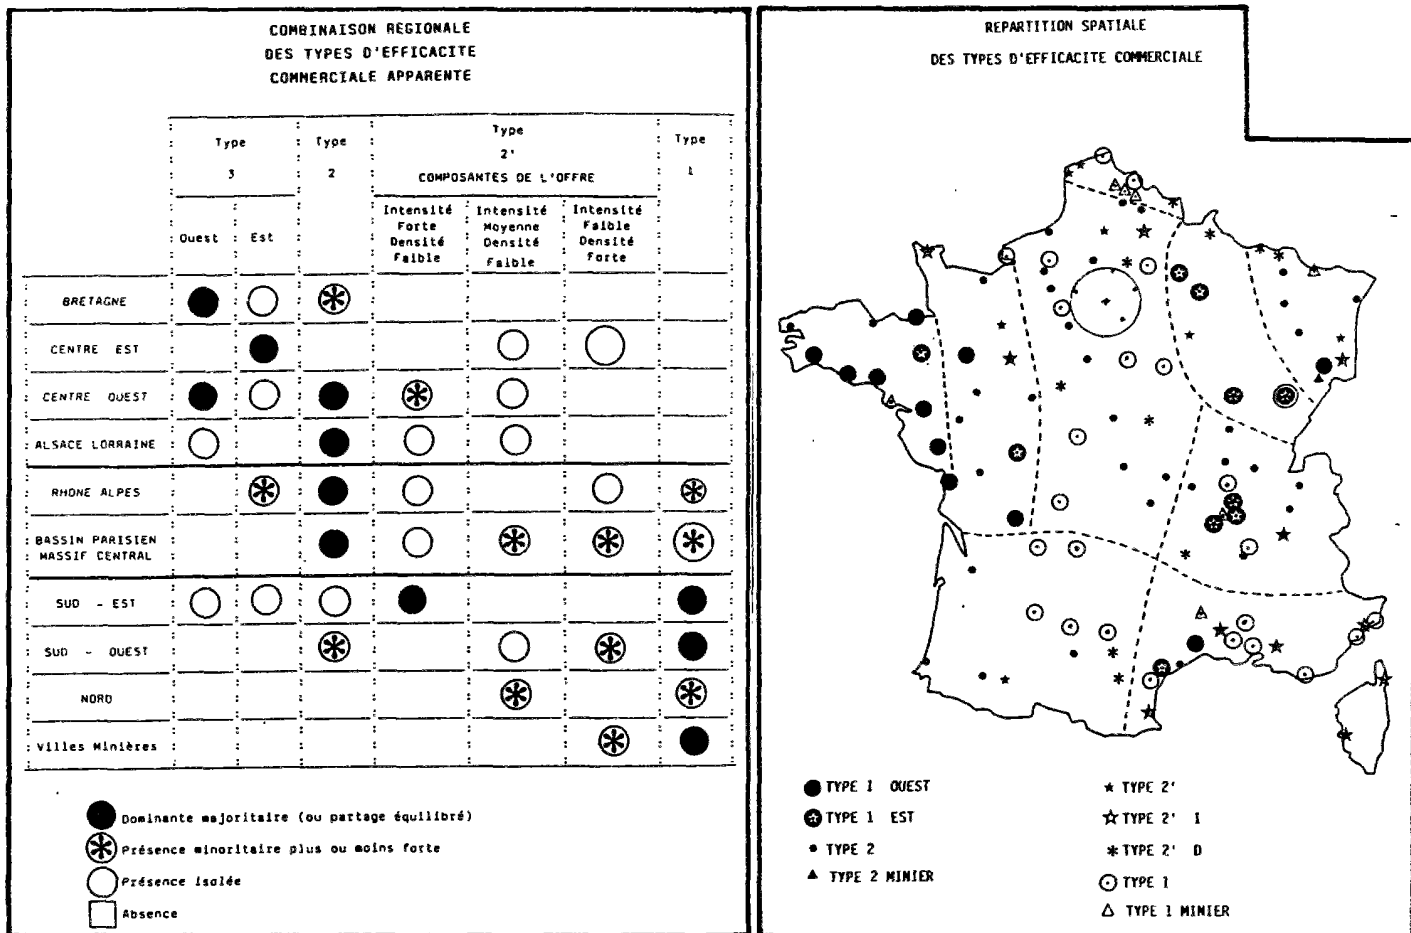 COMBINAISON REGIONALE
DES TYPES D'EFFICACITE
COMMERCIALE APPARENTE
Type
3
Type
2
Type
2'
COMPOSANTES DE L'OFFRE
Type
1
Ouest
Est
Intensité
Forte
Densité
Faible
Intensité
Moyenne
Densité
Faible
Intensité
Faible
Densité
Forte
BRETAGNE
CENTRE EST
CENTRE OUEST
ALSACE LORRAINE
RHONE ALPES
BASSIN PARISIEN
MASSIF CENTRAL
SUD - EST
SUD - OUEST
NORD
Villes Minières
Dominante majoritaire (ou partage équilibré)
Présence minoritaire plus ou moins forte
Présence isolée
Absence
REPARTITION SPATIALE
DES TYPES D'EFFICACITE COMMERCIALE
TYPE 1 OUEST
TYPE 1 EST
TYPE 2
TYPE 2 MINIER
TYPE 2'
TYPE 2' I
TYPE 2' D
TYPE 1
TYPE 1 MINIER